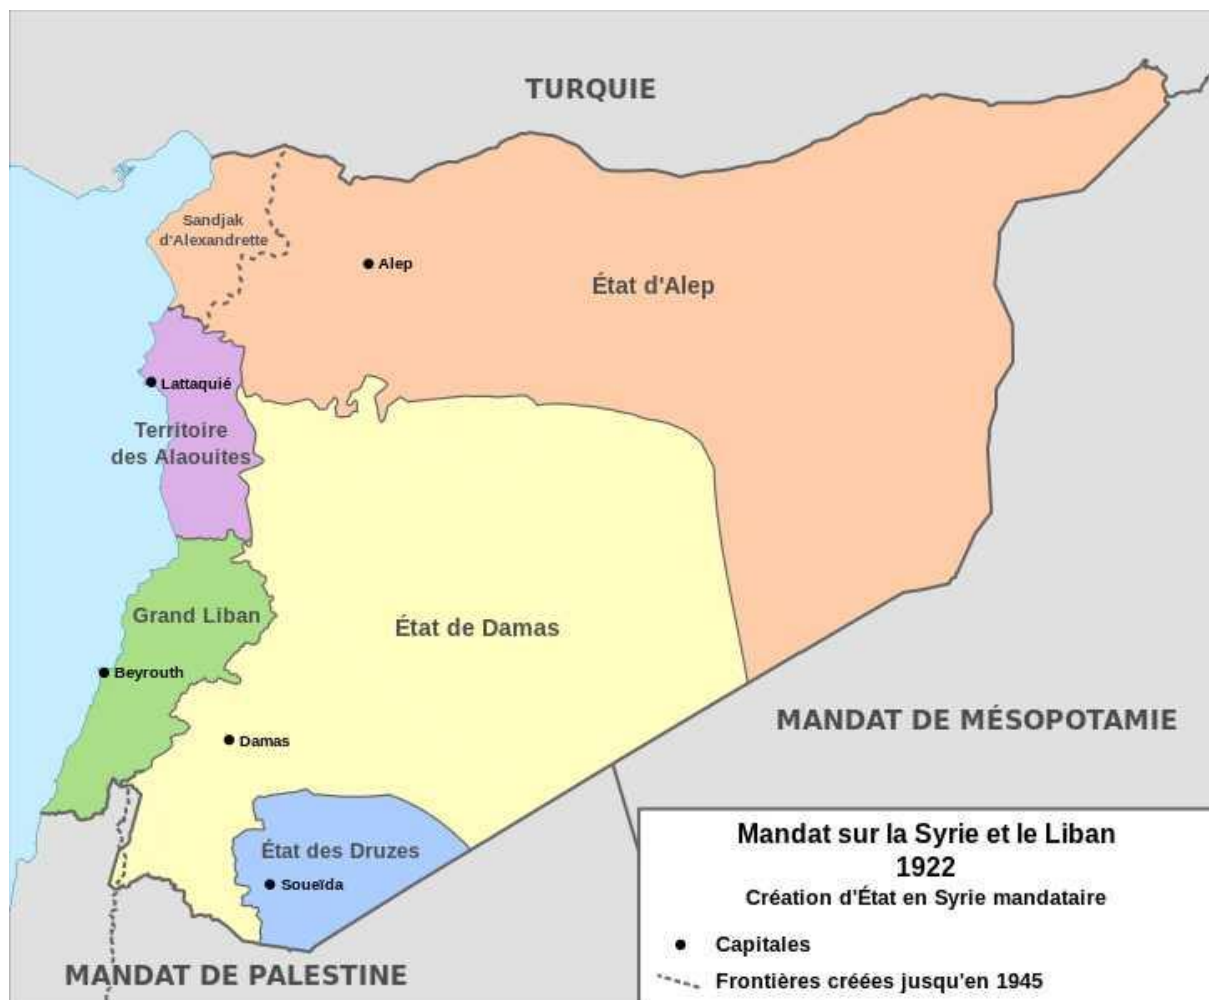 TURQUIE
Sandjak
d'Alexandrette
Alep
État d'Alep
Lattaquié
Territoire
des Alaouites
Grand Liban
État de Damas
Beyrouth
MANDAT DE MÉSOPOTAMIE
Damas
État des Druzes
Soueïda
MANDAT DE PALESTINE
Mandat sur la Syrie et le Liban
1922
Création d'État en Syrie mandataire
Capitales
Frontières créées jusqu'en 1945